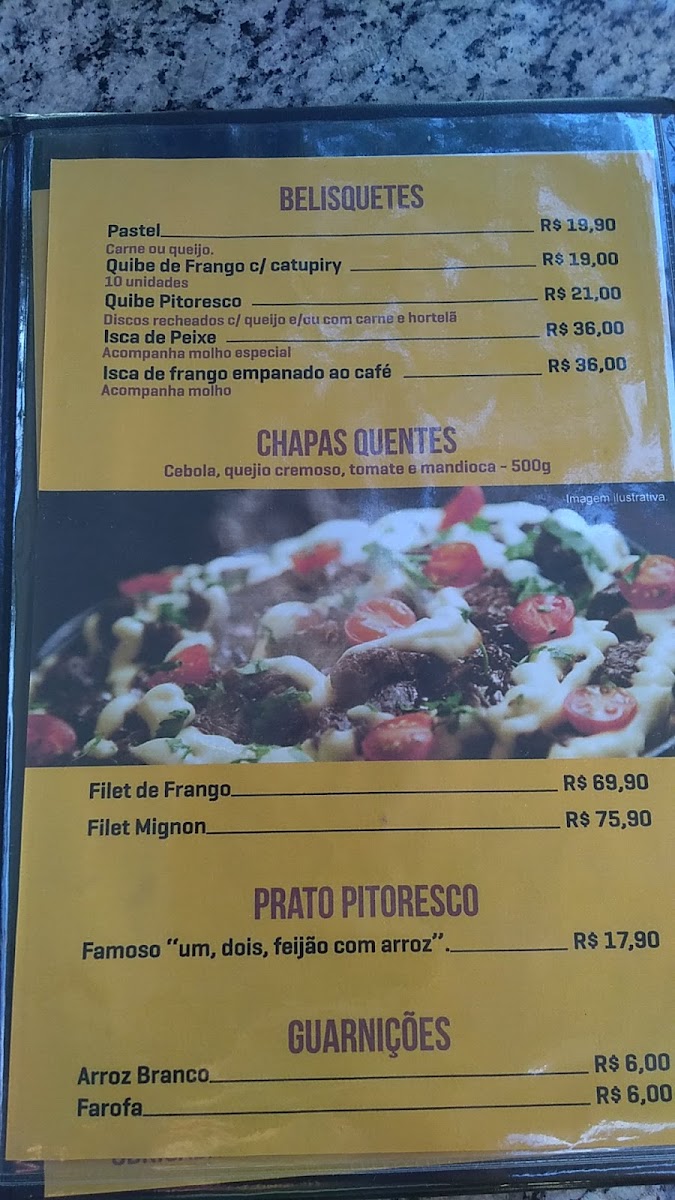 BELISQUETES
Pastel R$ 19,90
Carne ou queijo.
Quibe de Frango c/ catupiry R$ 19,00
10 unidades
Quibe Pitoresco R$ 21,00
Discos recheados c/ queijo e/ou com carne e hortelã
Isca de Peixe R$ 36,00
Acompanha molho especial
Isca de frango empanado ao café R$ 36,00
Acompanha molho
CHAPAS QUENTES
Cebola, quejio cremoso, tomate e mandioca - 500g
Imagem ilustrativa.
Filet de Frango R$ 69,90
Filet Mignon R$ 75,90
PRATO PITORESCO
Famoso “um, dois, feijão com arroz”. R$ 17,90
GUARNIÇÕES
Arroz Branco R$ 6,00
Farofa R$ 6,00